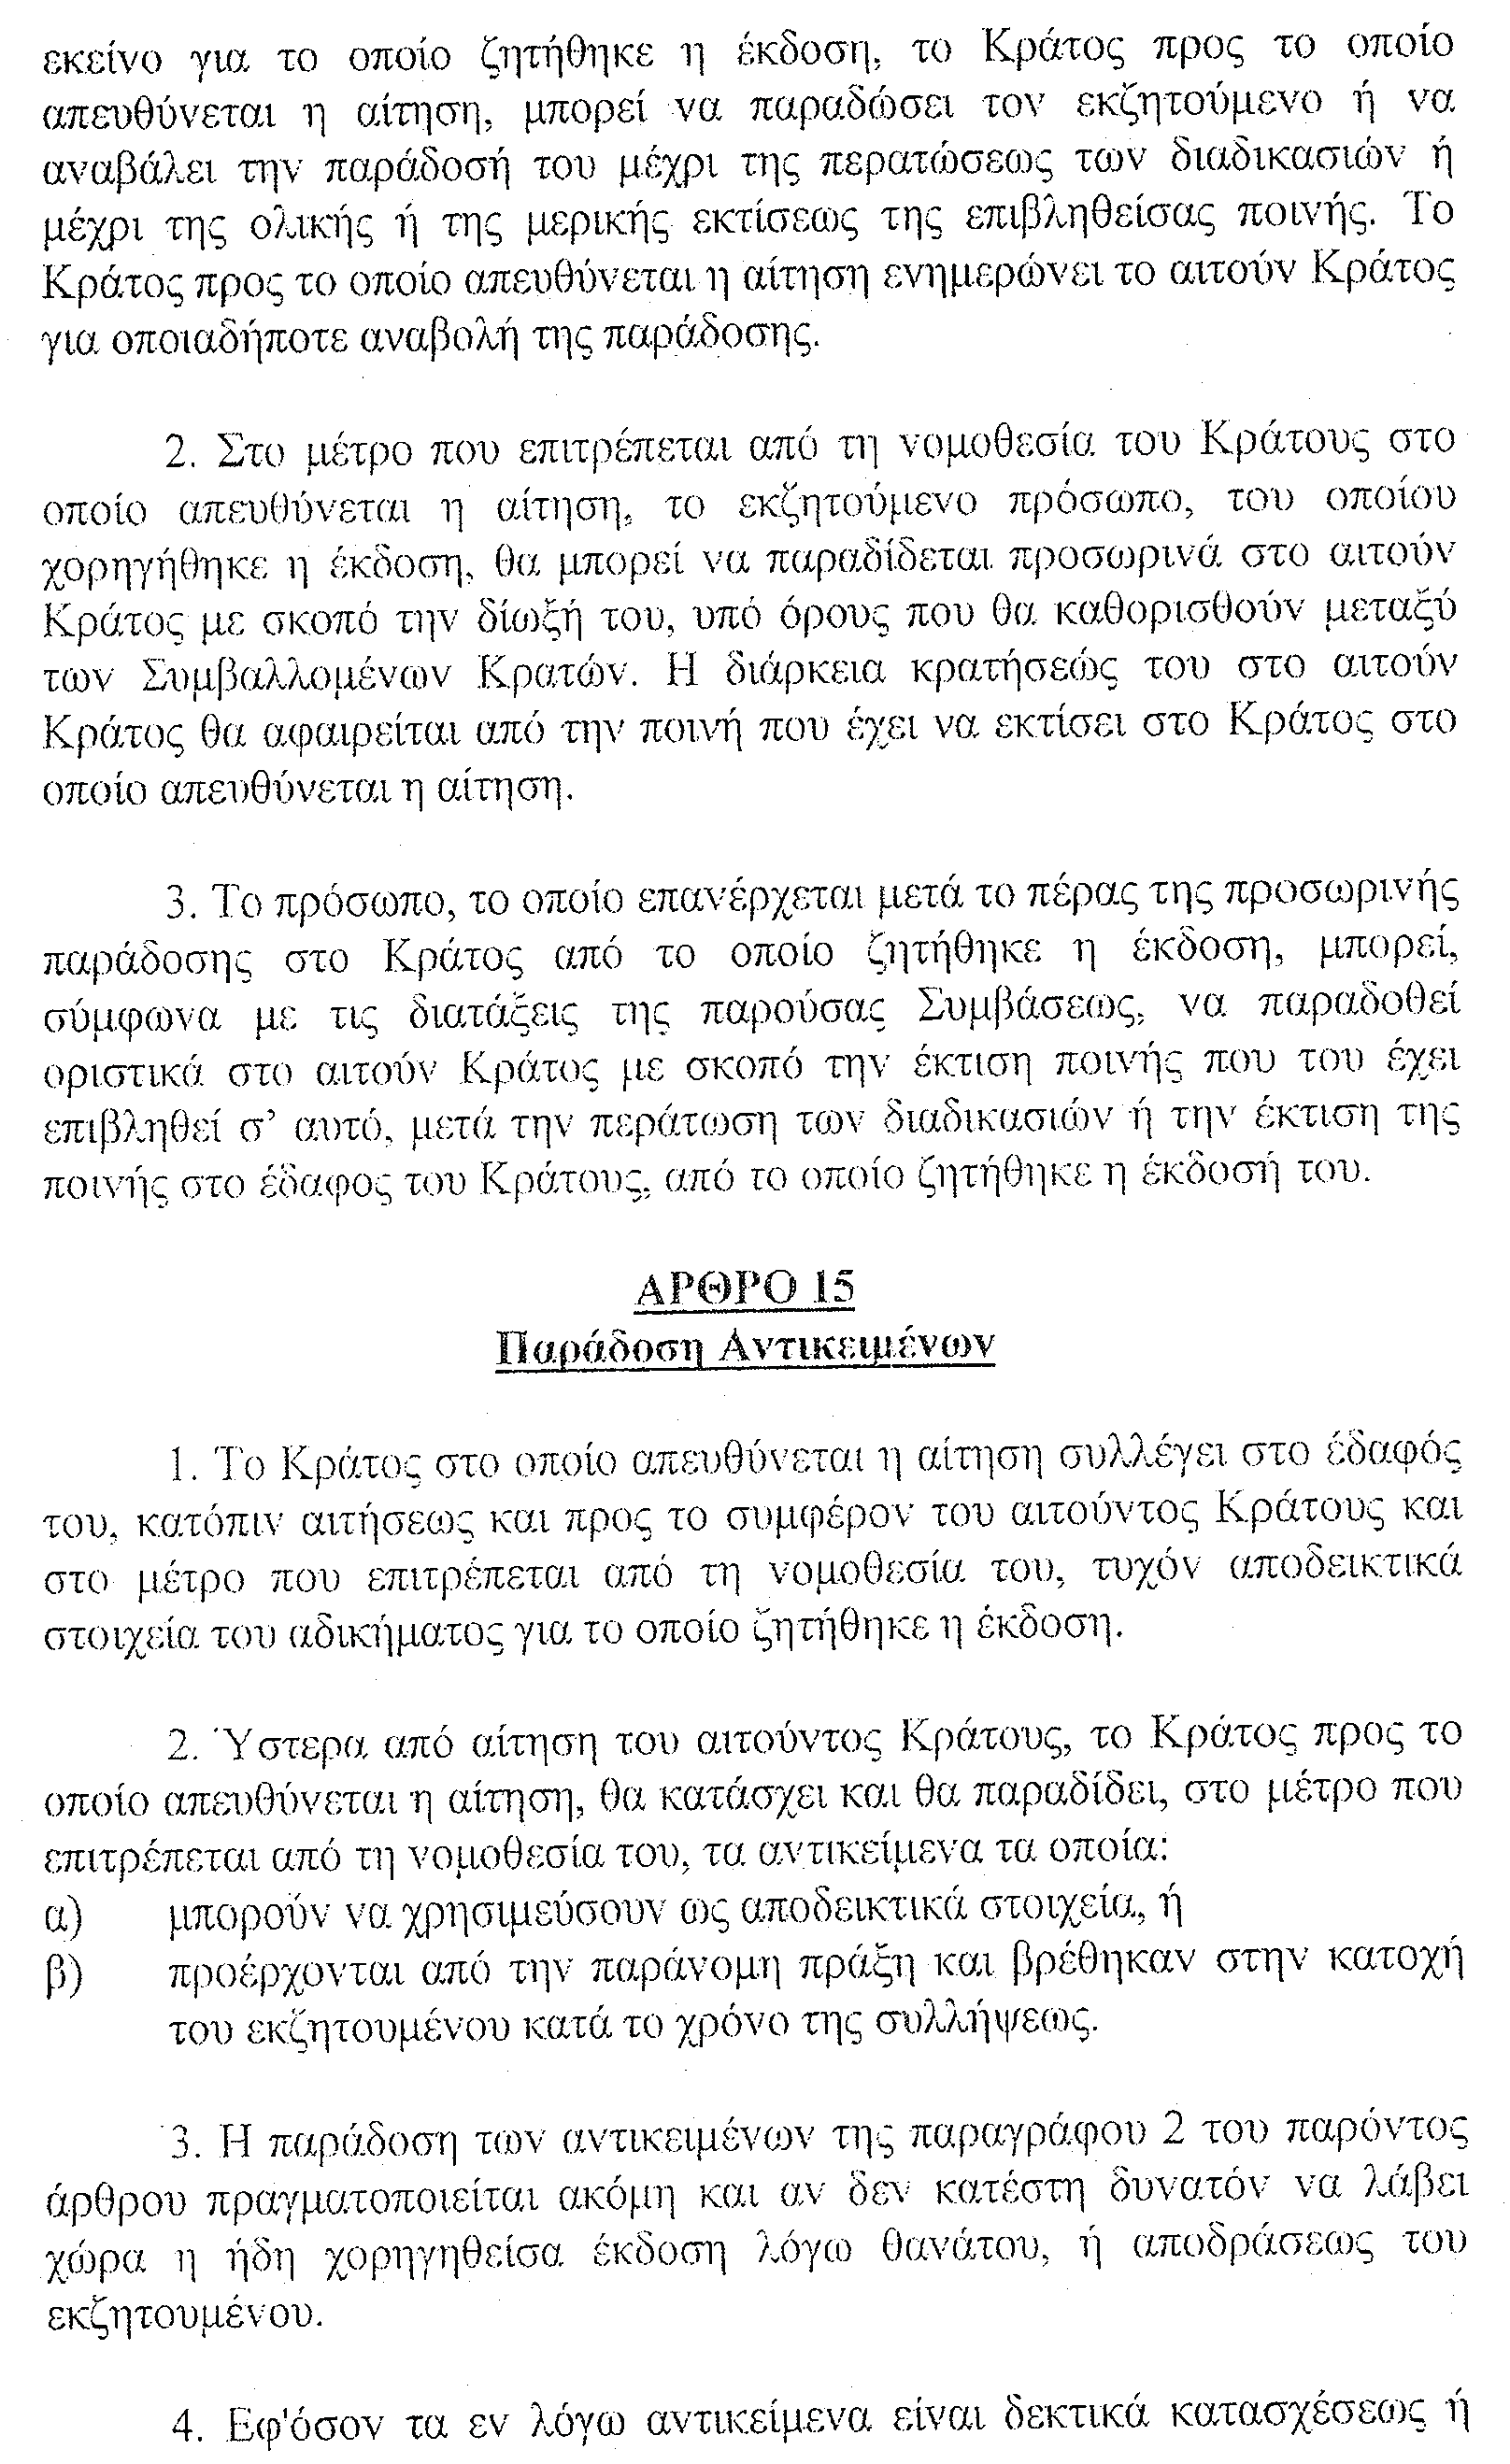 εκείνο για το οποίο ζητήθηκε η έκδοση, το Κράτος προς το οποίο
απευθύνεται η αίτηση, μπορεί να παραδώσει τον εκζητούμενο ή να
αναβάλει την παράδοσή του μέχρι της περατώσεως των διαδικασιών ή
μέχρι της ολικής ή της μερικής εκτίσεως της επιβληθείσας ποινής. Το
Κράτος προς το οποίο απευθύνεται η αίτηση ενημερώνει το αιτούν Κράτος
για οποιαδήποτε αναβολή της παράδοσης.
2. Στο μέτρο που επιτρέπεται από τη νομοθεσία του Κράτους στο
οποίο απευθύνεται η αίτηση, το εκζητούμενο πρόσωπο, του οποίου
χορηγήθηκε η έκδοση, θα μπορεί να παραδίδεται προσωρινά στο αιτούν
Κράτος με σκοπό την δίωξή του, υπό όρους που θα καθορισθούν μεταξύ
των Συμβαλλομένων Κρατών. Η διάρκεια κρατήσεώς του στο αιτούν
Κράτος θα αφαιρείται από την ποινή που έχει να εκτίσει στο Κράτος στο
οποίο απευθύνεται η αίτηση.
3. Το πρόσωπο, το οποίο επανέρχεται μετά το πέρας της προσωρινής
παράδοσης στο Κράτος από το οποίο ζητήθηκε η έκδοση, μπορεί,
σύμφωνα με τις διατάξεις της παρούσας Συμβάσεως, να παραδοθεί
οριστικά στο αιτούν Κράτος με σκοπό την έκτιση ποινής που του έχει
επιβληθεί σ' αυτό, μετά την περάτωση των διαδικασιών ή την έκτιση της
ποινής στο έδαφος του Κράτους, από το οποίο ζητήθηκε η έκδοσή του.
ΑΡΘΡΟ 15
Παράδοση Αντικειμένων
1. Το Κράτος στο οποίο απευθύνεται η αίτηση συλλέγει στο έδαφός
του, κατόπιν αιτήσεως και προς το συμφέρον του αιτούντος Κράτους και
στο μέτρο που επιτρέπεται από τη νομοθεσία του, τυχόν αποδεικτικά
στοιχεία του αδικήματος για το οποίο ζητήθηκε η έκδοση.
2. Ύστερα από αίτηση του αιτούντος Κράτους, το Κράτος προς το
οποίο απευθύνεται η αίτηση, θα κατάσχει και θα παραδίδει, στο μέτρο που
επιτρέπεται από τη νομοθεσία του, τα αντικείμενα τα οποία:
α) μπορούν να χρησιμεύσουν ως αποδεικτικά στοιχεία, ή
β) προέρχονται από την παράνομη πράξη και βρέθηκαν στην κατοχή
του εκζητουμένου κατά το χρόνο της συλλήψεως.
3. Η παράδοση των αντικειμένων της παραγράφου 2 του παρόντος
άρθρου πραγματοποιείται ακόμη και αν δεν κατέστη δυνατόν να λάβει
χώρα η ήδη χορηγηθείσα έκδοση λόγω θανάτου, ή αποδράσεως του
εκζητουμένου.
4. Εφ'όσον τα εν λόγω αντικείμενα είναι δεκτικά κατασχέσεως ή